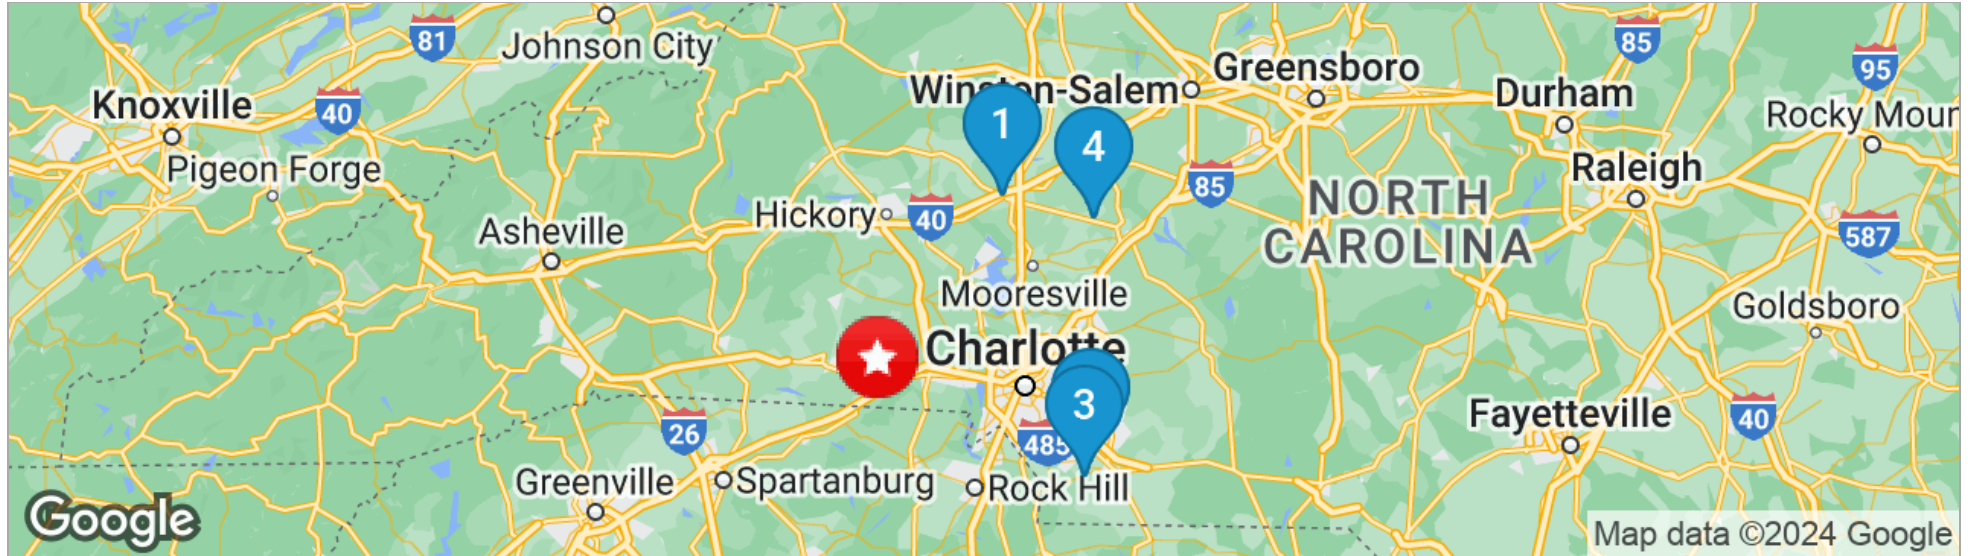 81
Johnson City
Knoxville
40
Pigeon Forge
Asheville
Hickory
40
Winston-Salem
Greensboro
1
4
85
Durham
85
95
Rocky Moun
Raleigh
NORTH
CAROLINA
587
Mooresville
Goldsboro
Charlotte
3
485
26
Fayetteville
40
Greenville
Spartanburg
Rock Hill
Google
Map data ©2024 Google